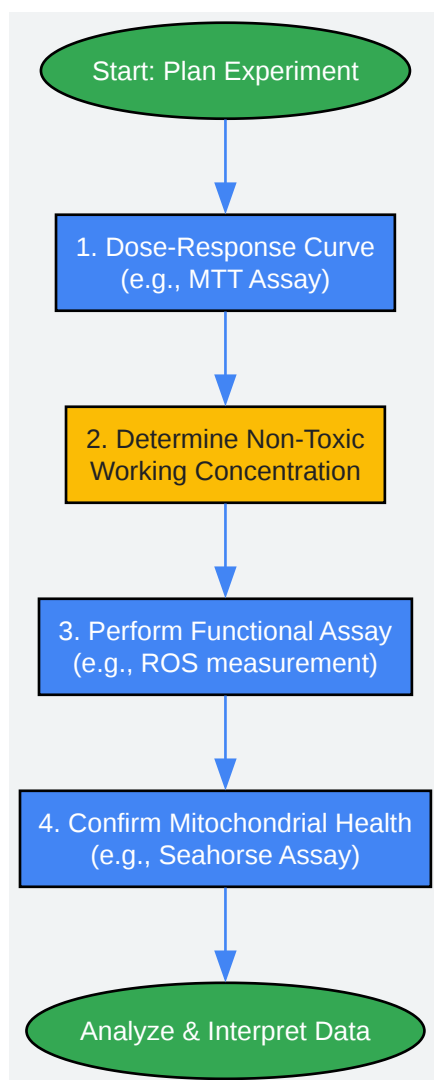 Start: Plan Experiment
1. Dose-Response Curve
(e.g., MTT Assay)
2. Determine Non-Toxic
Working Concentration
3. Perform Functional Assay
(e.g., ROS measurement)
4. Confirm Mitochondrial Health
(e.g., Seahorse Assay)
Analyze & Interpret Data